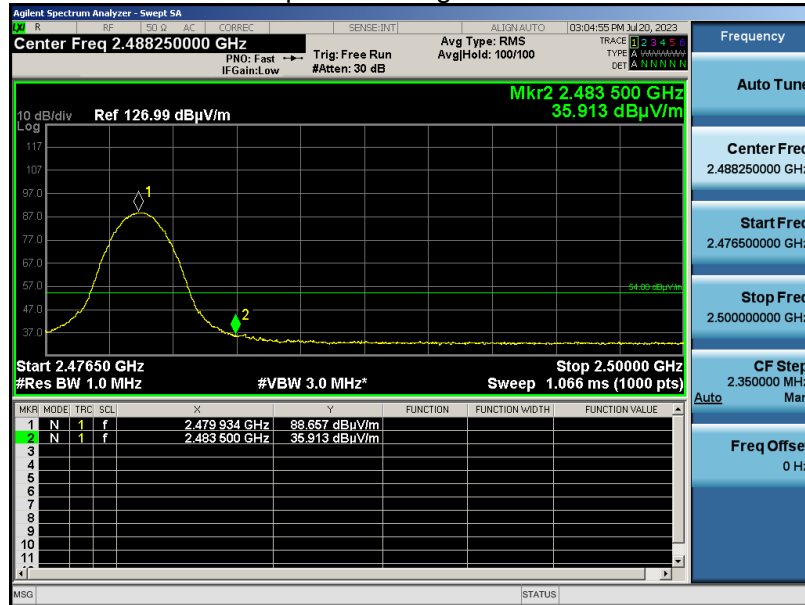 Agilent Spectrum Analyzer - Swept SA
LXI R RF 50 Ω AC CORREC SENSE:INT ALIGN AUTO 03:04:55 PM Jul 20, 2023
Center Freq 2.488250000 GHz
PNO: Fast
IFGain:Low
Trig: Free Run
#Atten: 30 dB
Avg Type: RMS
Avg|Hold: 100/100
TRACE 1 2 3 4 5 6
TYPE A WWWWW
DET A N N N N N
Mkr2 2.483 500 GHz
35.913 dBµV/m
10 dB/div Ref 126.99 dBµV/m
Log
117
107
97.0
87.0
77.0
67.0
57.0
47.0
37.0
1
2
54.00 dBµV/m
Start 2.47650 GHz Stop 2.50000 GHz
#Res BW 1.0 MHz #VBW 3.0 MHz* Sweep 1.066 ms (1000 pts)
MKR MODE TRC SCL X Y FUNCTION FUNCTION WIDTH FUNCTION VALUE
1 N 1 f 2.479 934 GHz 88.657 dBµV/m
2 N 1 f 2.483 500 GHz 35.913 dBµV/m
3
4
5
6
7
8
9
10
11
MSG STATUS
Frequency
Auto Tune
Center Freq
2.488250000 GHz
Start Freq
2.476500000 GHz
Stop Freq
2.500000000 GHz
CF Step
2.350000 MHz
Auto Man
Freq Offset
0 Hz